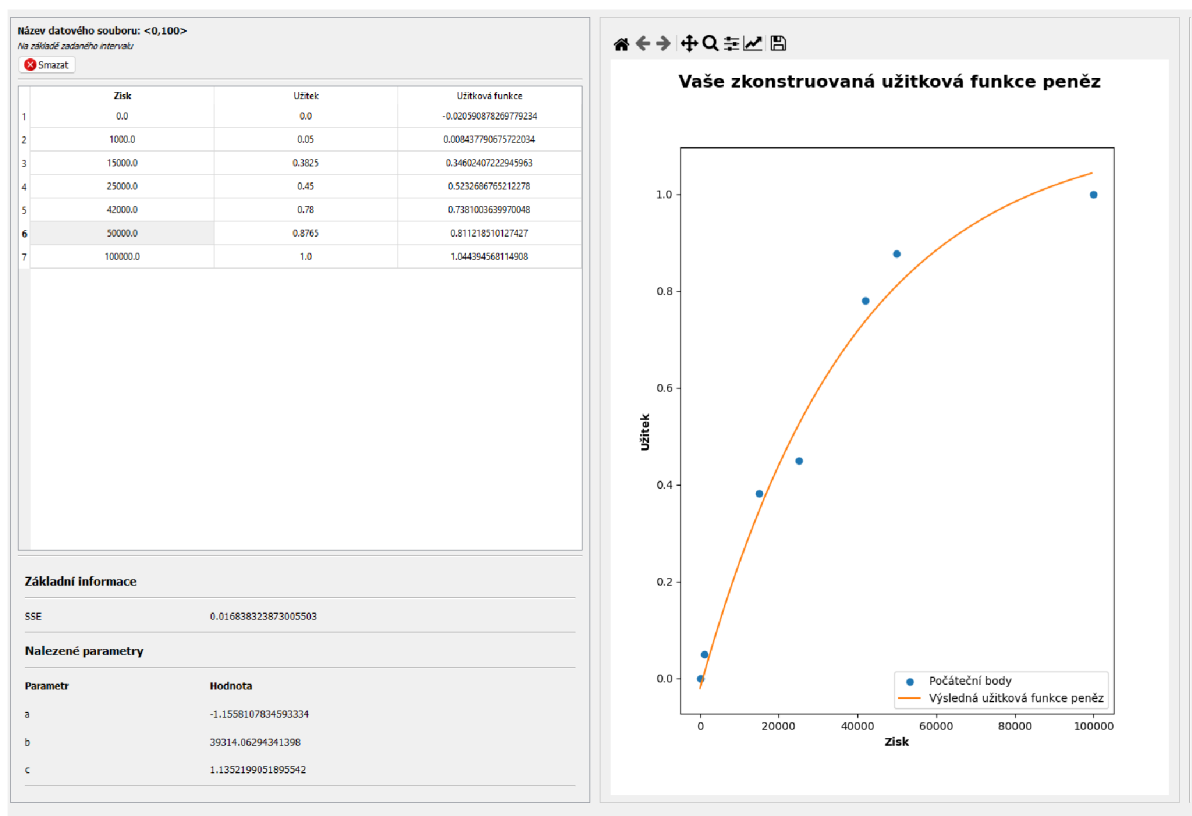 Název datového souboru: <0,100>
Na základě zadaného intervalu
Smazat
Zisk Užitek Užitková funkce
1 0.0 0.0 -0.020590878269779234
2 1000.0 0.05 0.008437790675722034
3 15000.0 0.3825 0.34602407222945963
4 25000.0 0.45 0.5232686765212278
5 42000.0 0.78 0.7381003639970048
6 50000.0 0.8765 0.811218510127427
7 100000.0 1.0 1.044394568114908
Základní informace
SSE 0.016838323873005503
Nalezené parametry
Parametr Hodnota
a -1.1558107834593334
b 39314.06294341398
c 1.1352199051895542
Vaše zkonstruovaná užitková funkce peněz
1.0
0.8
0.6
Užitek
0.4
0.2
0.0
Počáteční body
Výsledná užitková funkce peněz
0 20000 40000 60000 80000 100000
Zisk